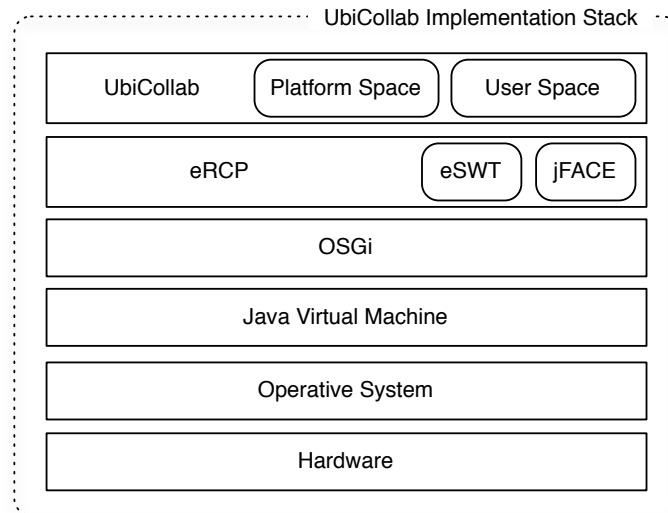 UbiCollab Implementation Stack
UbiCollab Platform Space User Space
eRCP eSWT jFACE
OSGi
Java Virtual Machine
Operative System
Hardware